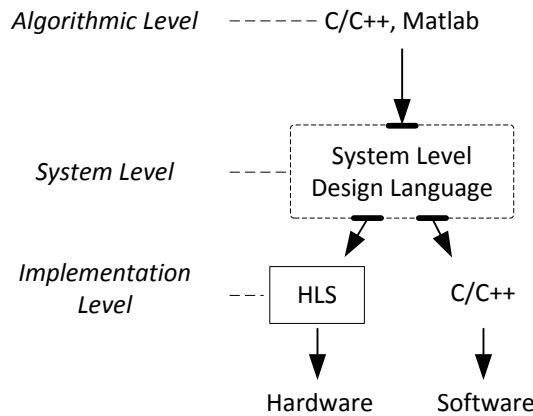 Algorithmic Level
C/C++, Matlab
System Level
System Level
Design Language
Implementation
Level
HLS
C/C++
Hardware
Software